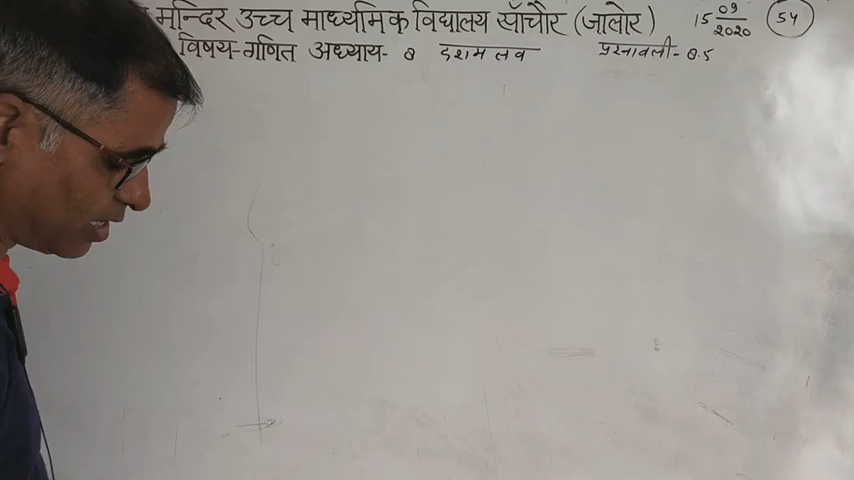 मन्दिर उच्च माध्यमिक विद्यालय साँचौर (जालोर) 15 09/2020 54
विषय-गणित अध्याय- 8 दशमलव प्रश्नावली- 8.5